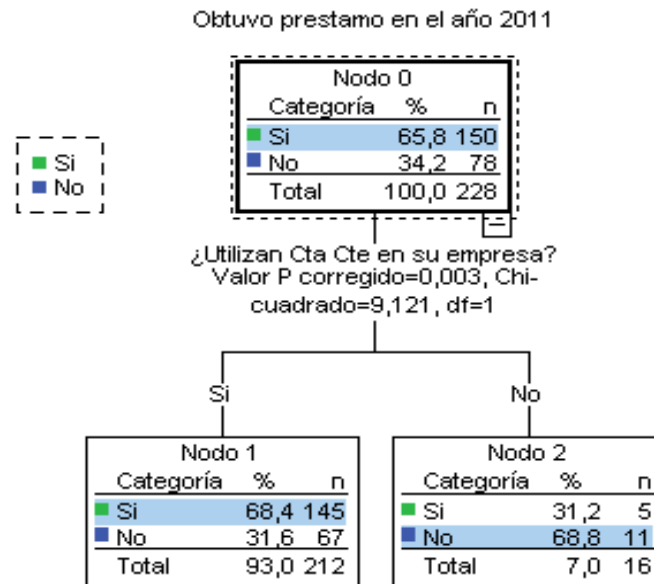 Obtuvo prestamo en el año 2011
Si
No
Nodo 0
Categoría % n
Si 65,8 150
No 34,2 78
Total 100,0 228
¿Utilizan Cta Cte en su empresa?
Valor P corregido=0,003, Chi-
cuadrado=9,121, df=1
Si
No
Nodo 1
Categoría % n
Si 68,4 145
No 31,6 67
Total 93,0 212
Nodo 2
Categoría % n
Si 31,2 5
No 68,8 11
Total 7,0 16